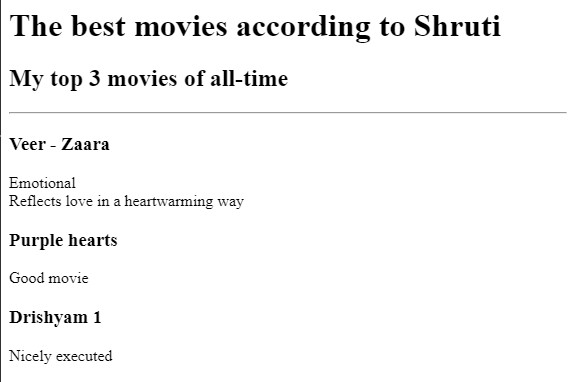 The best movies according to Shruti
My top 3 movies of all-time
Veer - Zaara
Emotional
Reflects love in a heartwarming way
Purple hearts
Good movie
Drishyam 1
Nicely executed